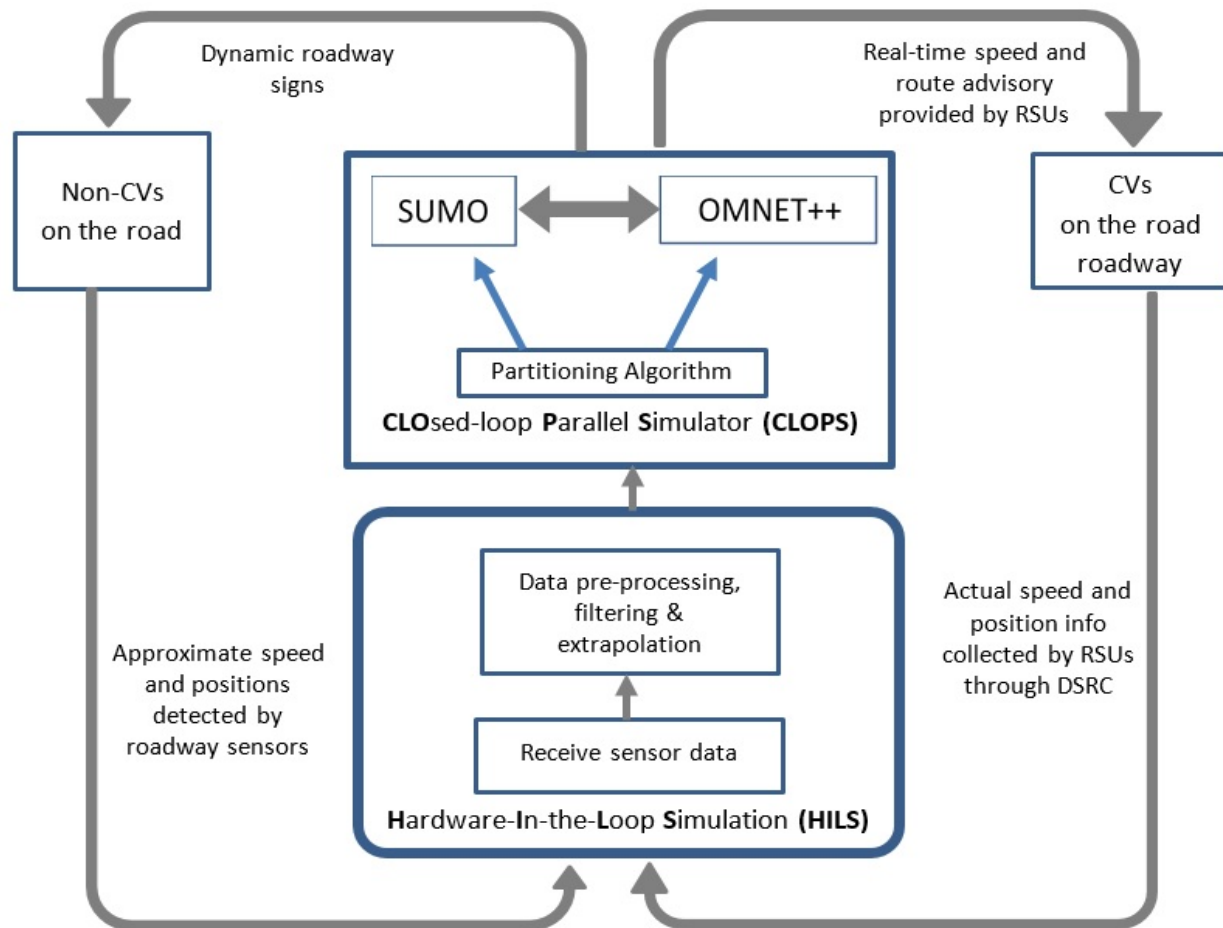 Dynamic roadway
signs
Real-time speed and
route advisory
provided by RSUs
Non-CVs
on the road
SUMO
OMNET++
CVs
on the road
roadway
Partitioning Algorithm
CLOsed-loop Parallel Simulator (CLOPS)
Data pre-processing,
filtering &
extrapolation
Approximate speed
and positions
detected by
roadway sensors
Actual speed and
position info
collected by RSUs
through DSRC
Receive sensor data
Hardware-In-the-Loop Simulation (HILS)